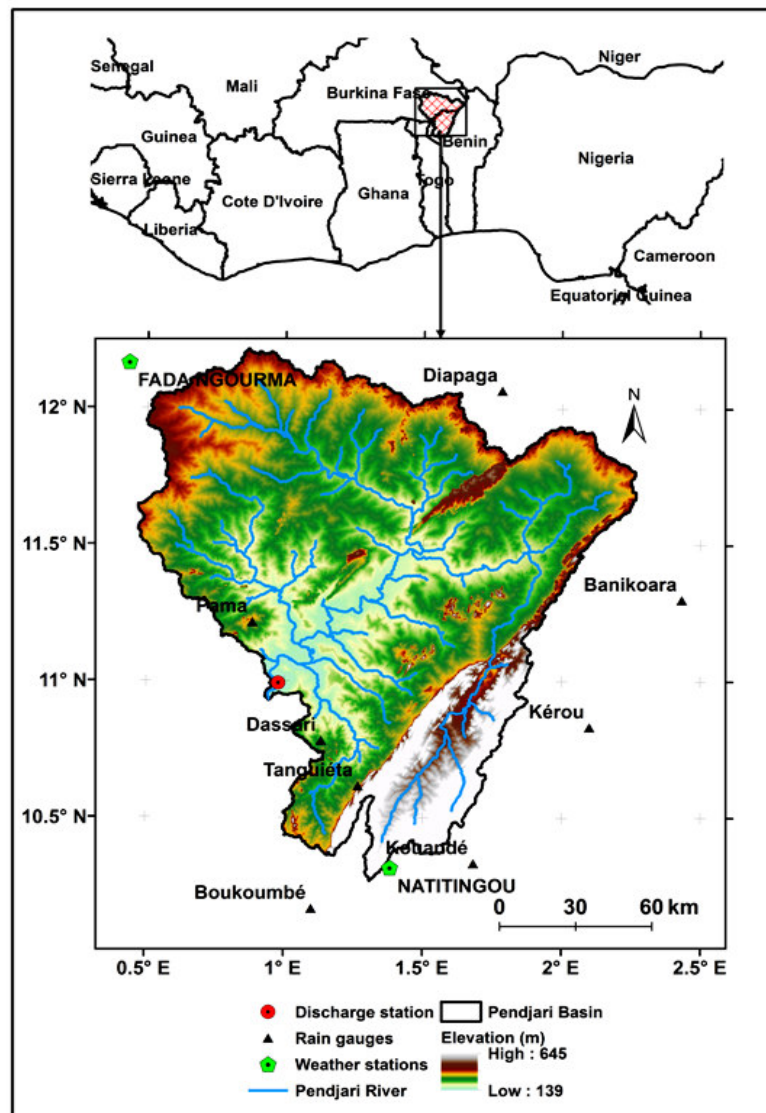 Senegal
Mali
Niger
Burkina Faso
Guinea
Benin
Nigeria
Sierra Leone
Togo
Cote D'Ivoire
Ghana
Liberia
Cameroon
Equatorial Guinea
FADA NGOURMA
Diapaga
N
12° N
11.5° N
Banikoara
Pama
11° N
Kérou
Dassari
Tanguiéta
10.5° N
Kouandé
NATITINGOU
Boukoumbé
0 35 60 km
0.5° E 1° E 1.5° E 2° E 2.5° E
Discharge station
Pendjari Basin
Rain gauges
Elevation (m)
Weather stations
High : 645
Pendjari River
Low : 139